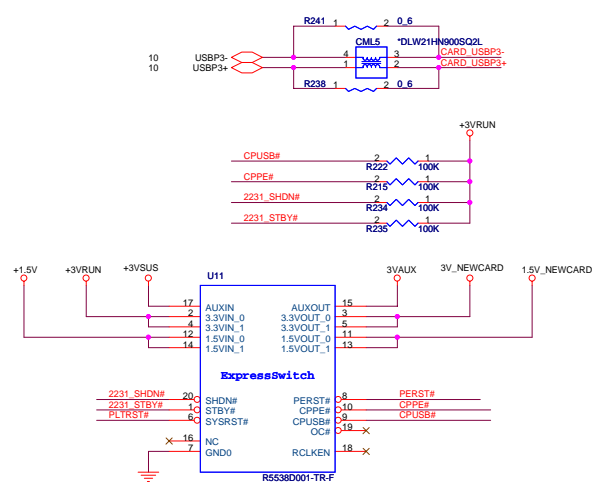 R241 1 2 0_6
CML5 *DLW21HN900SQ2L
10 USBP3- 4 3 CARD_USBP3-
10 USBP3+ 1 2 CARD_USBP3+
R238 1 2 0_6
+3VRUN
CPUSB# 2 1
R222 100K
CPPE# 2 1
R215 100K
2231_SHDN# 2 1
R234 100K
2231_STBY# 2 1
R235 100K
+1.5V +3VRUN +3VSUS 3VAUX 3V_NEWCARD 1.5V_NEWCARD
U11
17 AUXIN AUXOUT 15
2 3.3VIN_0 3.3VOUT_0 3
4 3.3VIN_1 3.3VOUT_1 5
12 1.5VIN_0 1.5VOUT_0 11
14 1.5VIN_1 1.5VOUT_1 13
ExpressSwitch
2231_SHDN# 20 SHDN# PERST# 8 PERST#
2231_STBY# 1 STBY# CPPE# 10 CPPE#
PLTRST# 6 SYSRST# CPUSB# 9 CPUSB#
OC# 19
16 NC
7 GND0 RCLKEN 18
R5538D001-TR-F